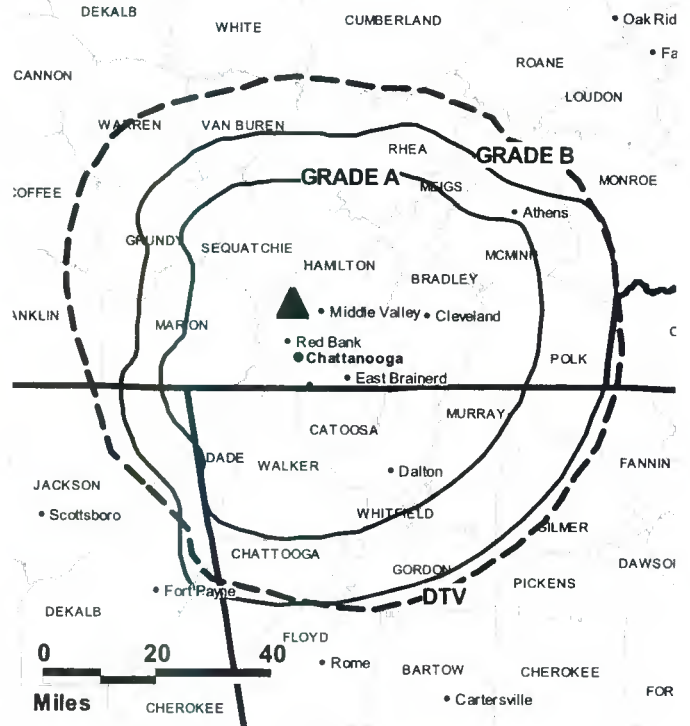 DEKALB
WHITE
CUMBERLAND
Oak Rid
Fa
CANNON
ROANE
LOUDON
WARREN
VAN BUREN
RHEA
GRADE B
GRADE A
MEIGS
MONROE
COFFEE
Athens
GRUNDY
SEQUATCHIE
MCMINN
HAMILTON
BRADLEY
ANKLIN
MARION
Middle Valley
Cleveland
Red Bank
Chattanooga
POLK
East Brainerd
MURRAY
CATOOSA
DADE
WALKER
Dalton
FANNIN
JACKSON
Scottsboro
WHITFIELD
GILMER
CHATTOOGA
GORDON
DAWSO
PICKENS
Fort Payne
DTV
DEKALB
FLOYD
0 20 40
Rome
BARTOW
CHEROKEE
Miles
CHEROKEE
Cartersville
FOR